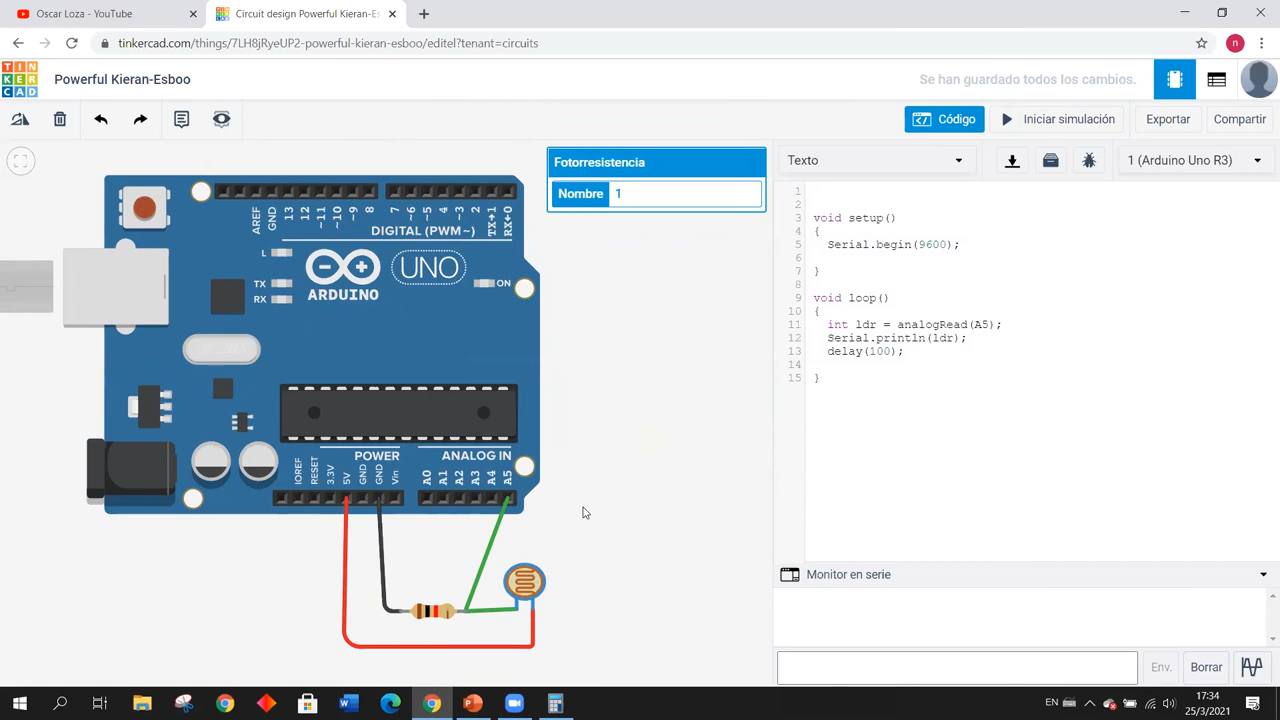 Oscar Loza - YouTube
Circuit design Powerful Kieran-Es
tinkercad.com/things/7LH8jRyeUP2-powerful-kieran-esboo/editel?tenant=circuits
n
TIN
KER
CAD
Powerful Kieran-Esboo
Se han guardado todos los cambios.
Código
Iniciar simulación
Exportar
Compartir
Fotorresistencia
Nombre 1
Texto
1 (Arduino Uno R3)
AREF
GND
13
12
~11
~10
~9
8
7
~6
~5
4
~3
2
TX→1
RX←0
DIGITAL (PWM~)
L
TX
RX
ARDUINO
UNO
ON
POWER
ANALOG IN
IOREF
RESET
3.3V
5V
GND
GND
Vin
A0
A1
A2
A3
A4
A5
1
2
3 void setup()
4 {
5 Serial.begin(9600);
6
7 }
8
9 void loop()
10 {
11 int ldr = analogRead(A5);
12 Serial.println(ldr);
13 delay(100);
14
15 }
Monitor en serie
Env.
Borrar
EN
17:34
25/3/2021